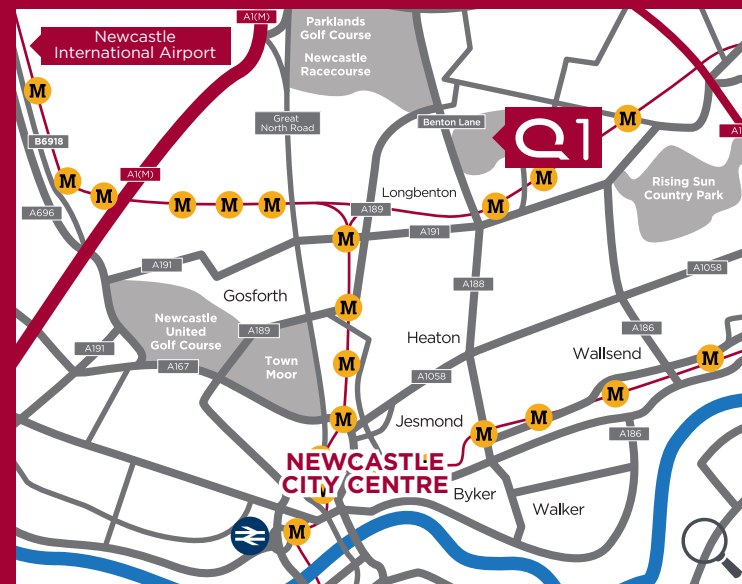 A1(M)
Parklands
Golf Course
Newcastle
Racecourse
Newcastle
International Airport
Great
North Road
Benton Lane
M
Q1
M
B6918
A1(M)
M
M
M
M
M
M
M
Longbenton
A189
A191
A696
M
Rising Sun
Country Park
A191
A1058
A188
Gosforth
M
Newcastle
United
Golf Course
A189
A186
Heaton
Wallsend
A191
A167
Town
Moor
M
M
A1058
M
M
Jesmond
M
M
A186
NEWCASTLE
CITY CENTRE
Byker
Walker
M